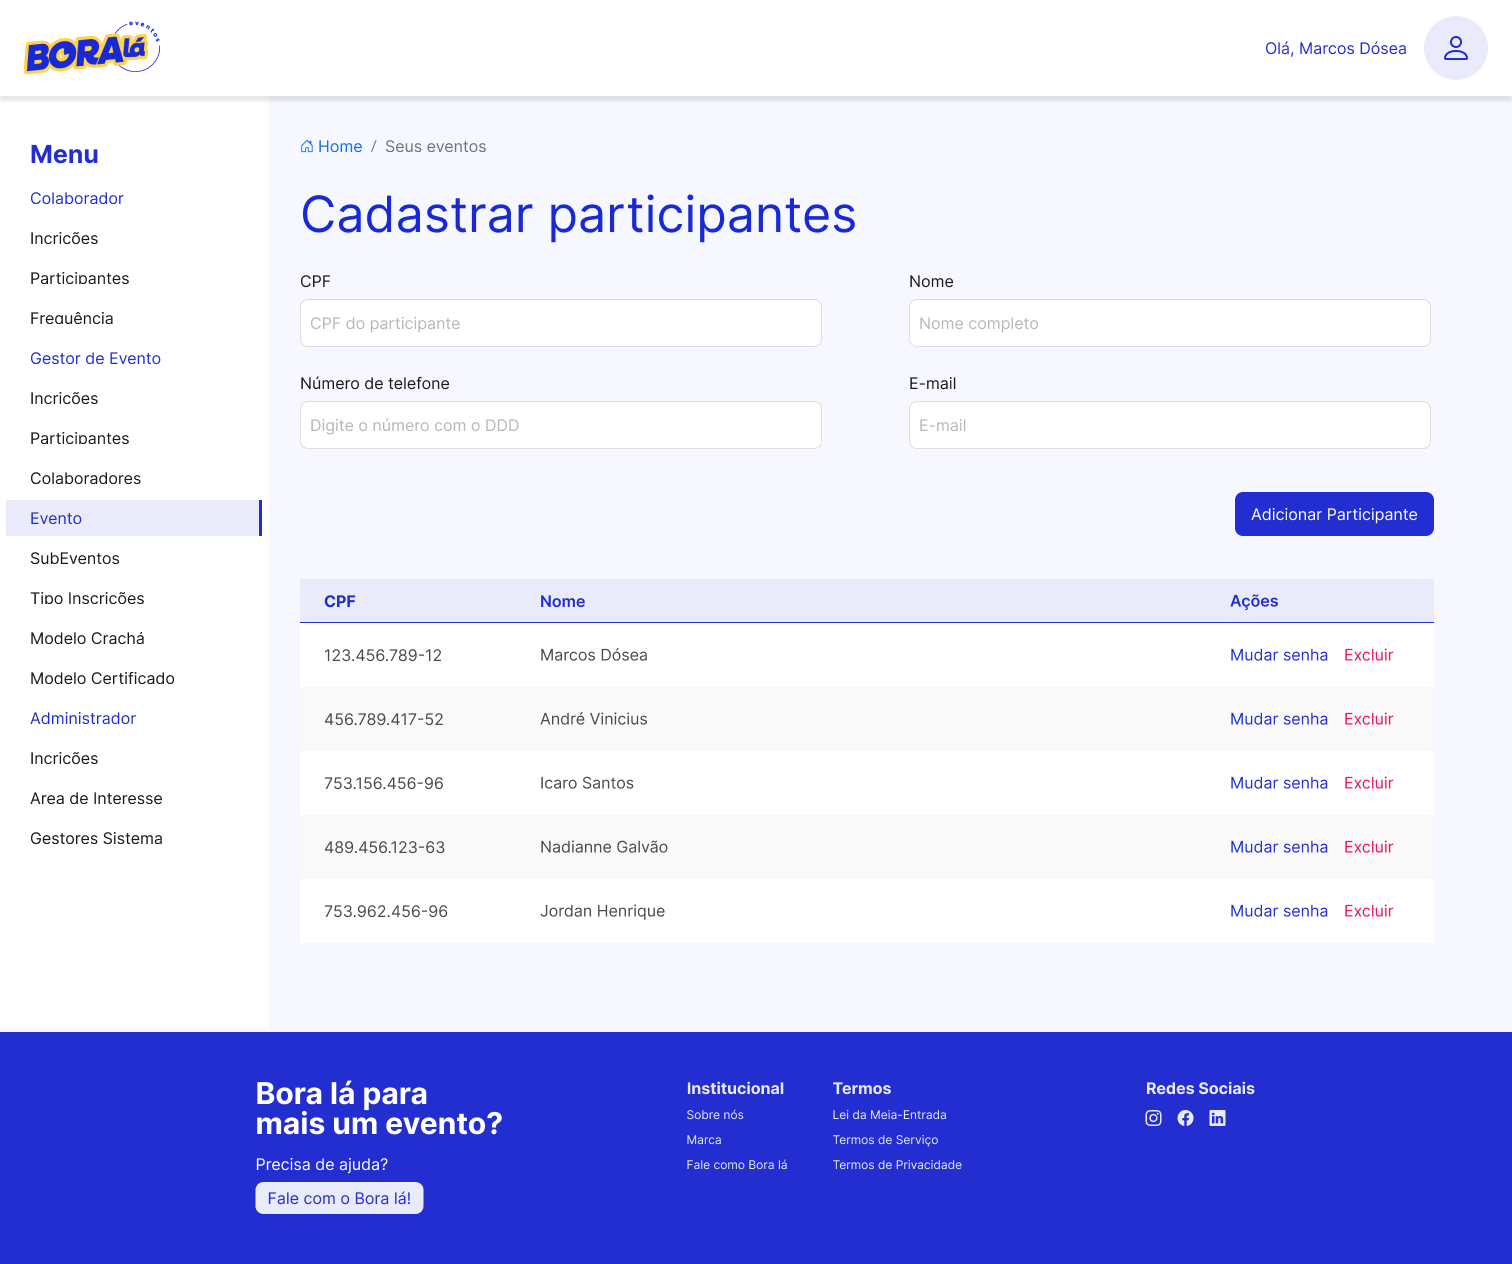 BORA lá eventos
Olá, Marcos Dósea
Menu
Colaborador
Incricões
Participantes
Frequência
Gestor de Evento
Incricões
Participantes
Colaboradores
Evento
SubEventos
Tipo Inscricões
Modelo Crachá
Modelo Certificado
Administrador
Incricões
Area de Interesse
Gestores Sistema
Home / Seus eventos
Cadastrar participantes
CPF
CPF do participante
Nome
Nome completo
Número de telefone
Digite o número com o DDD
E-mail
E-mail
Adicionar Participante
CPF Nome Ações
123.456.789-12 Marcos Dósea Mudar senha Excluir
456.789.417-52 André Vinicius Mudar senha Excluir
753.156.456-96 Icaro Santos Mudar senha Excluir
489.456.123-63 Nadianne Galvão Mudar senha Excluir
753.962.456-96 Jordan Henrique Mudar senha Excluir
Bora lá para
mais um evento?
Precisa de ajuda?
Fale com o Bora lá!
Institucional
Sobre nós
Marca
Fale como Bora lá
Termos
Lei da Meia-Entrada
Termos de Serviço
Termos de Privacidade
Redes Sociais